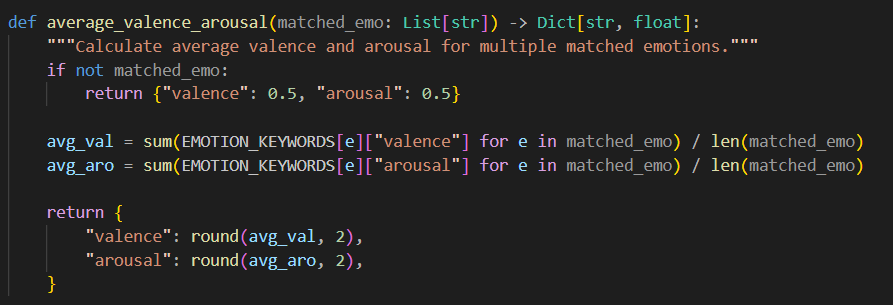 def average_valence_arousal(matched_emo: List[str]) -> Dict[str, float]:
    """Calculate average valence and arousal for multiple matched emotions."""
    if not matched_emo:
        return {"valence": 0.5, "arousal": 0.5}

    avg_val = sum(EMOTION_KEYWORDS[e]["valence"] for e in matched_emo) / len(matched_emo)
    avg_aro = sum(EMOTION_KEYWORDS[e]["arousal"] for e in matched_emo) / len(matched_emo)

    return {
        "valence": round(avg_val, 2),
        "arousal": round(avg_aro, 2),
    }